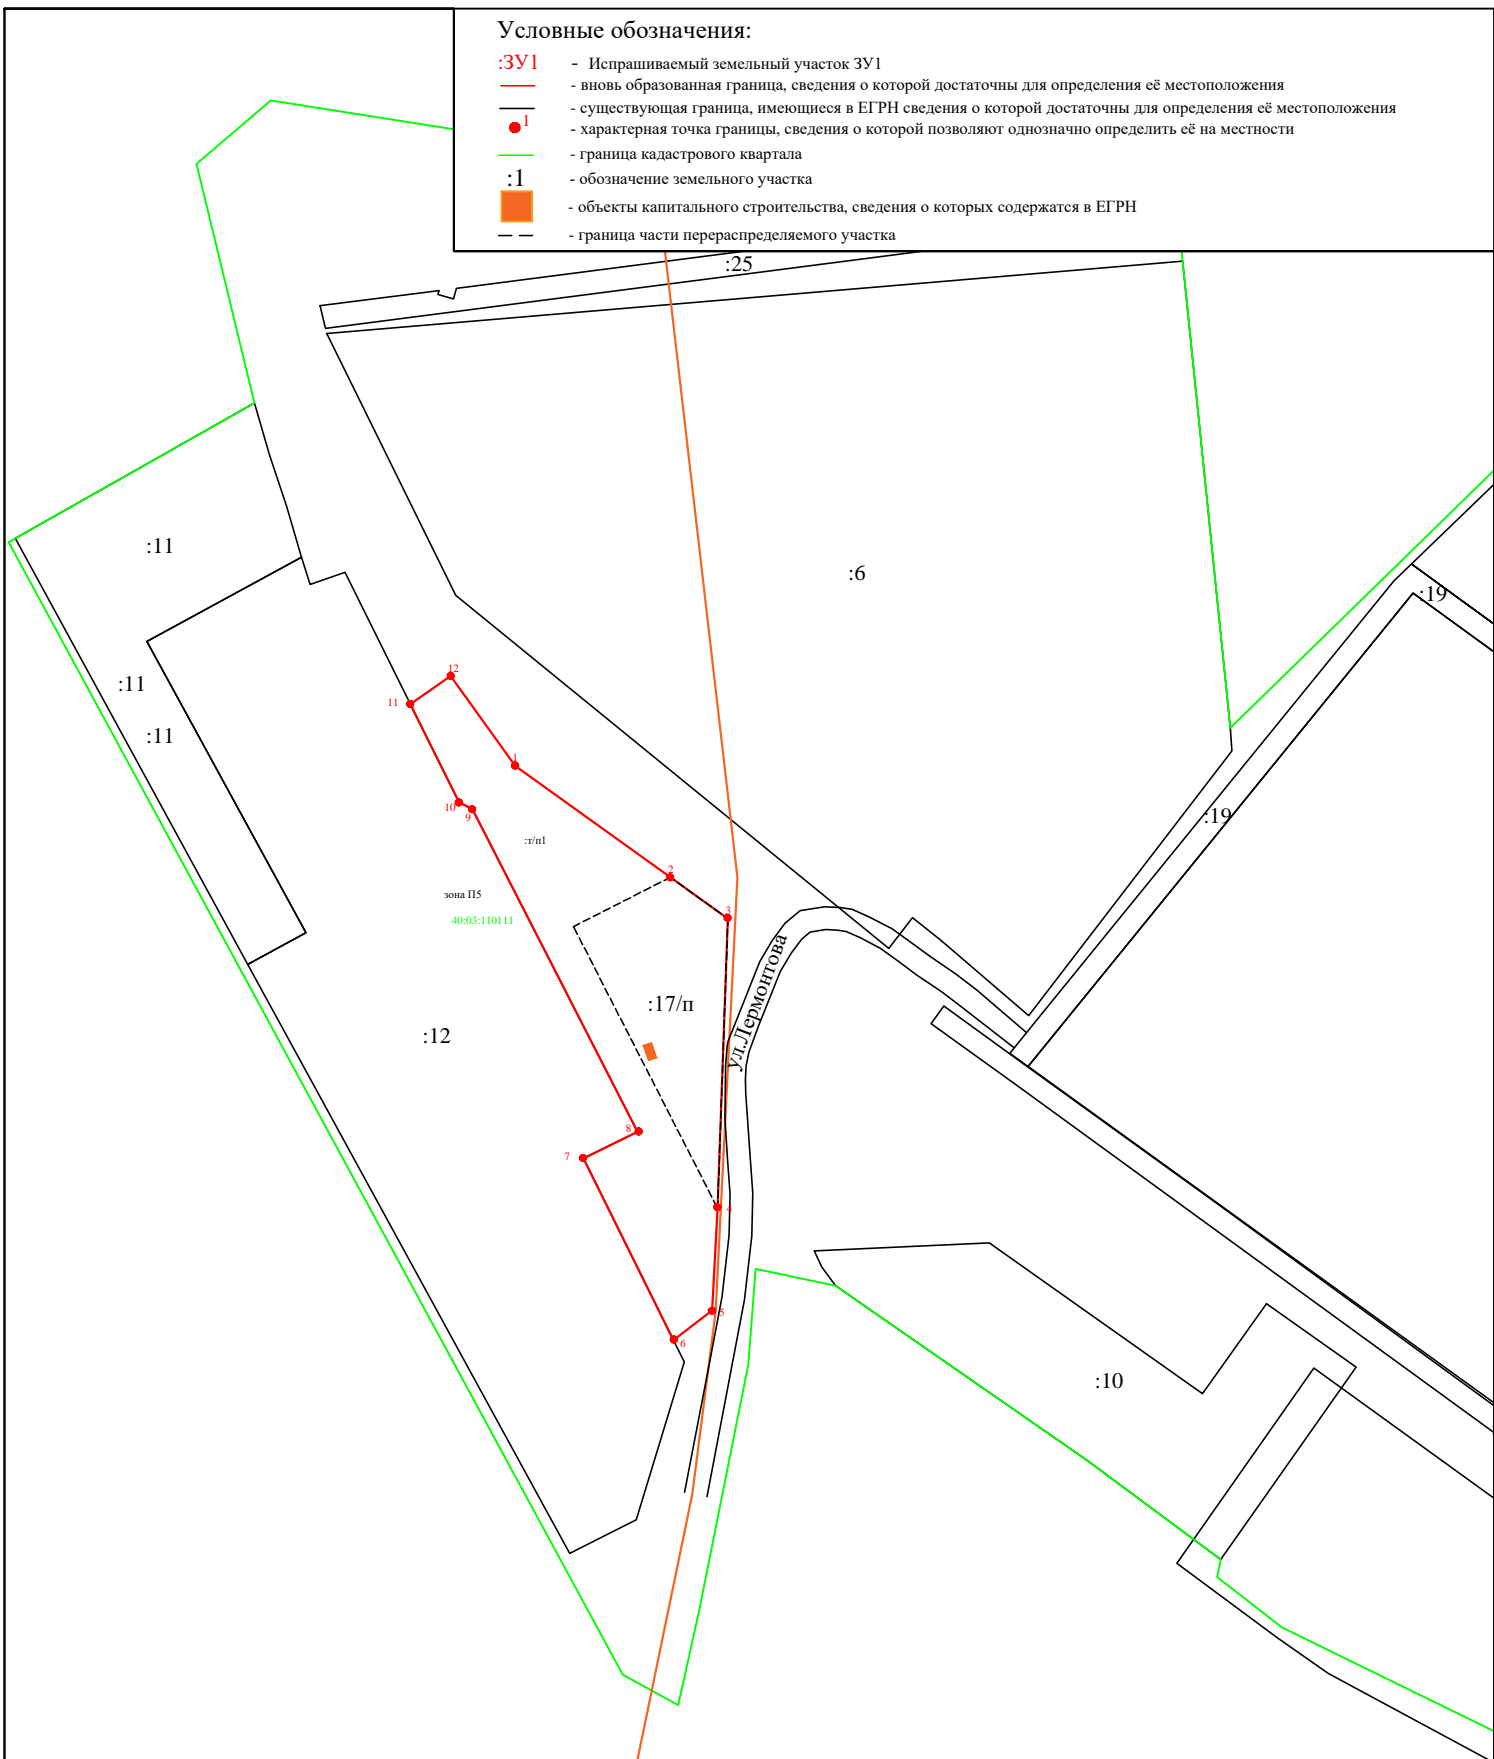 Условные обозначения:
:ЗУ1 - Испрашиваемый земельный участок ЗУ1
- вновь образованная граница, сведения о которой достаточны для определения её местоположения
- существующая граница, имеющиеся в ЕГРН сведения о которой достаточны для определения её местоположения
1 - характерная точка границы, сведения о которой позволяют однозначно определить её на местности
- граница кадастрового квартала
:1 - обозначение земельного участка
- объекты капитального строительства, сведения о которых содержатся в ЕГРН
- граница части перераспределяемого участка
:25
:11
:6
:19
12
:11
11
:11
1
10
9
:19
:т/п1
2
зона П5
3
40:03:110111
ул.Лермонтова
:17/п
:12
8
7
4
5
6
:10